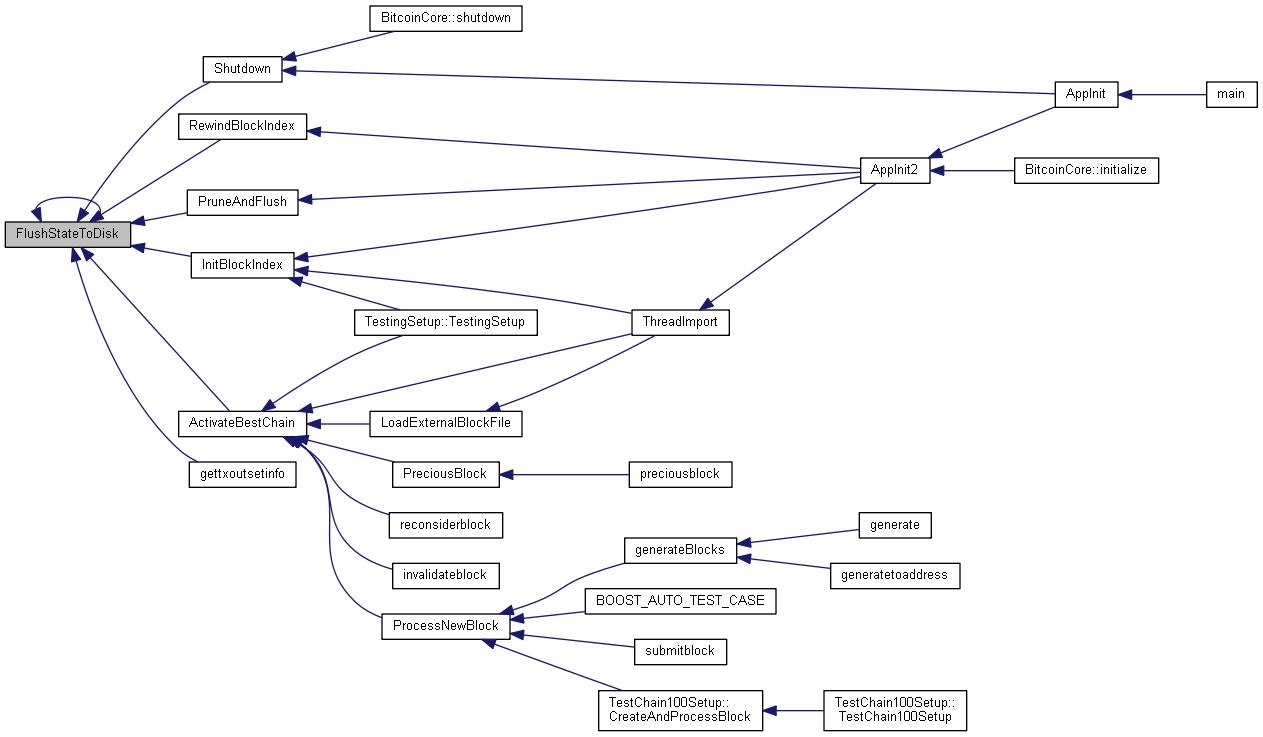 BitcoinCore::shutdown
Shutdown
AppInit
main
RewindBlockIndex
AppInit2
BitcoinCore::initialize
PruneAndFlush
FlushStateToDisk
InitBlockIndex
TestingSetup::TestingSetup
ThreadImport
ActivateBestChain
LoadExternalBlockFile
gettxoutsetinfo
PreciousBlock
preciousblock
reconsiderblock
generate
generateBlocks
invalidateblock
generatetoaddress
BOOST_AUTO_TEST_CASE
ProcessNewBlock
submitblock
TestChain100Setup::
CreateAndProcessBlock
TestChain100Setup::
TestChain100Setup